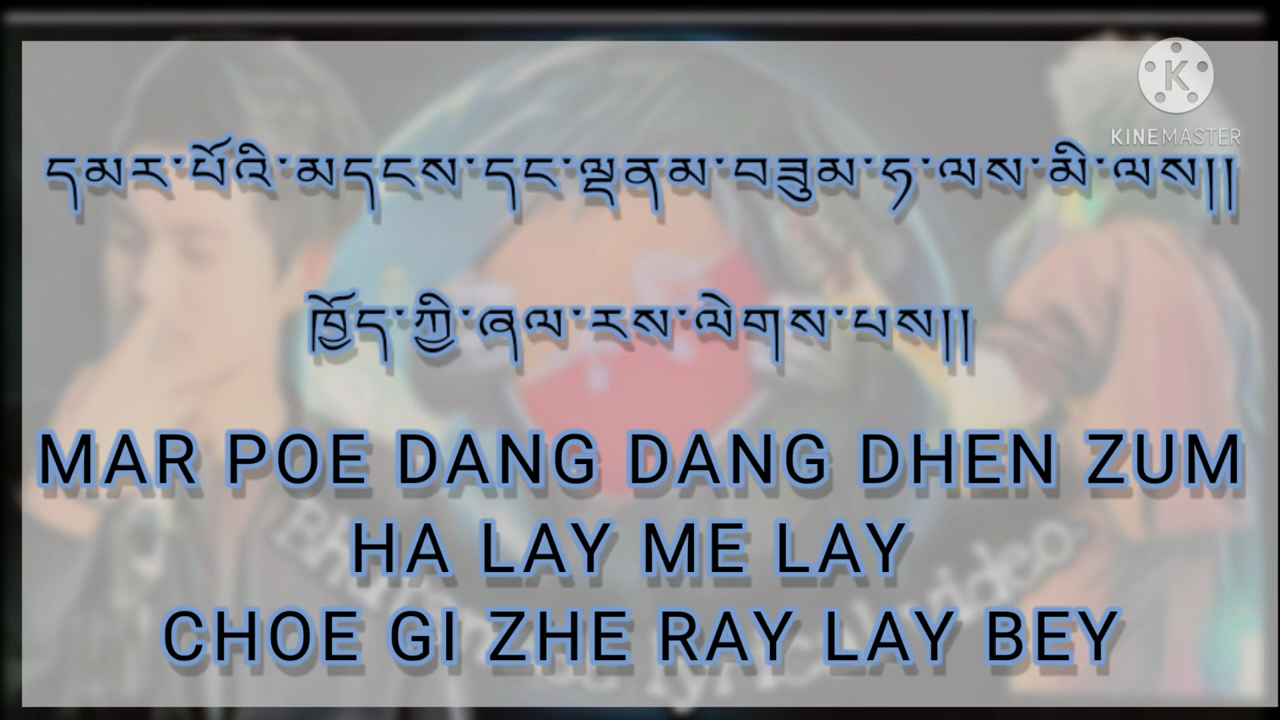 དམར་པོའི་མདངས་དང་ལྡནམ་བཟུམ་ཧ་ལས་མི་ལས།།
ཁྱོད་ཀྱི་ཞལ་རས་ལེགས་པས།།
MAR POE DANG DANG DHEN ZUM
HA LAY ME LAY
CHOE GI ZHE RAY LAY BEY
KINEMASTER